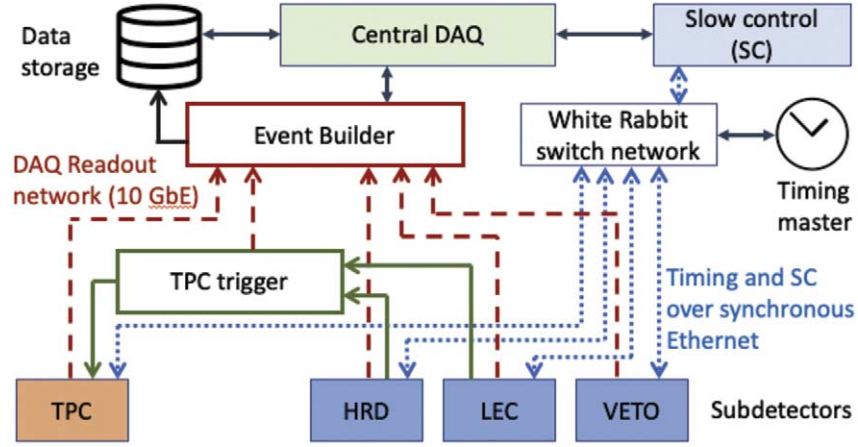 Data
storage
Central DAQ
Slow control
(SC)
Event Builder
White Rabbit
switch network
Timing
master
DAQ Readout
network (10 GbE)
TPC trigger
Timing and SC
over synchronous
Ethernet
TPC
HRD
LEC
VETO
Subdetectors